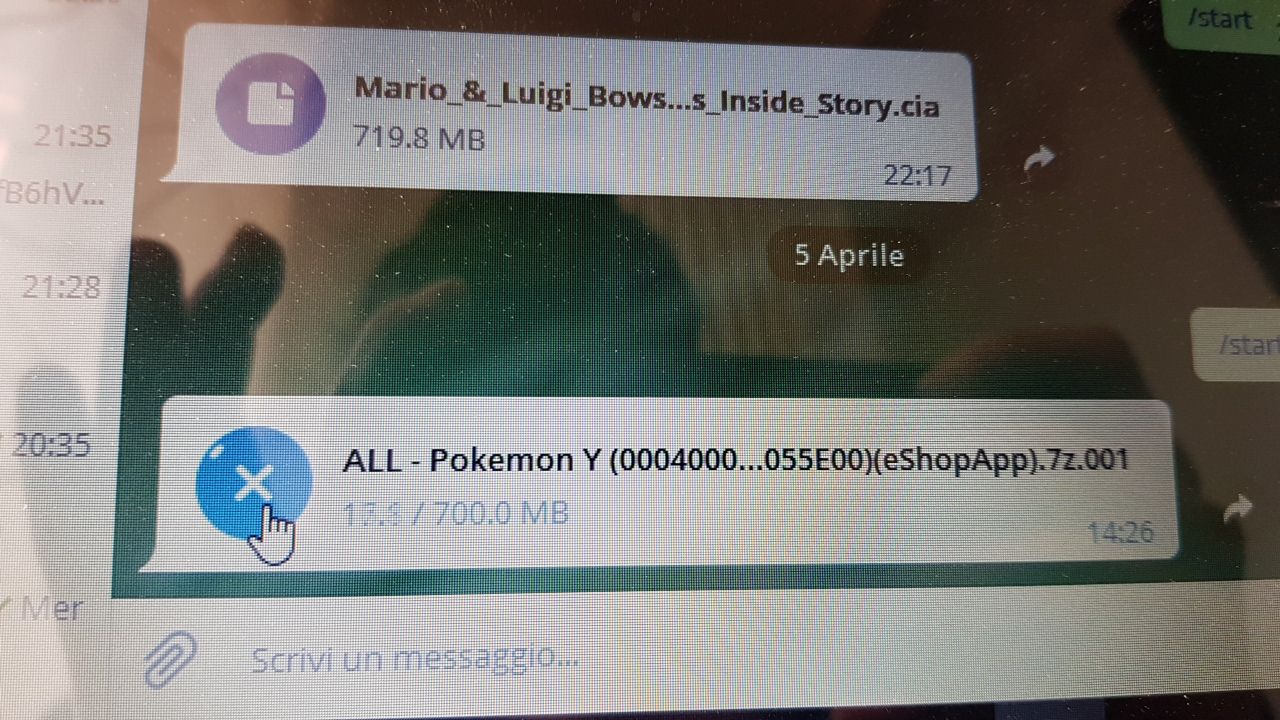 /start
Mario_&_Luigi_Bows...s_Inside_Story.cia
719.8 MB
22:17
21:35
B6hV...
5 Aprile
21:28
/start
20:35
ALL - Pokemon Y (0004000...055E00)(eShopApp).7z.001
/ 700.0 MB
14:26
Mer
Scrivi un messaggio...